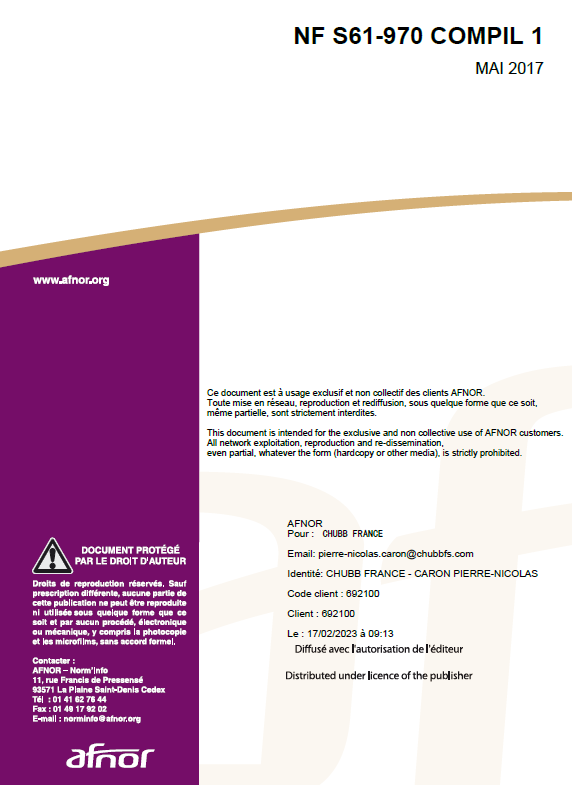 NF S61-970 COMPIL 1
MAI 2017
www.afnor.org
Ce document est à usage exclusif et non collectif des clients AFNOR.
Toute mise en réseau, reproduction et rediffusion, sous quelque forme que ce soit,
même partielle, sont strictement interdites.
This document is intended for the exclusive and non collective use of AFNOR customers.
All network exploitation, reproduction and re-dissemination,
even partial, whatever the form (hardcopy or other media), is strictly prohibited.
DOCUMENT PROTÉGÉ
PAR LE DROIT D'AUTEUR
Droits de reproduction réservés. Sauf
prescription différente, aucune partie de
cette publication ne peut être reproduite
ni utilisée sous quelque forme que ce
soit et par aucun procédé, électronique
ou mécanique, y compris la photocopie
et les microfilms, sans accord formel.
Contacter :
AFNOR – Norm'Info
11, rue Francis de Pressensé
93571 La Plaine Saint-Denis Cedex
Tél : 01 41 62 76 44
Fax : 01 49 17 92 02
E-mail : norminfo@afnor.org
afnor
AFNOR
Pour : CHUBB FRANCE
Email: pierre-nicolas.caron@chubbfs.com
Identité: CHUBB FRANCE - CARON PIERRE-NICOLAS
Code client : 692100
Client : 692100
Le : 17/02/2023 à 09:13
Diffusé avec l'autorisation de l'éditeur
Distributed under licence of the publisher